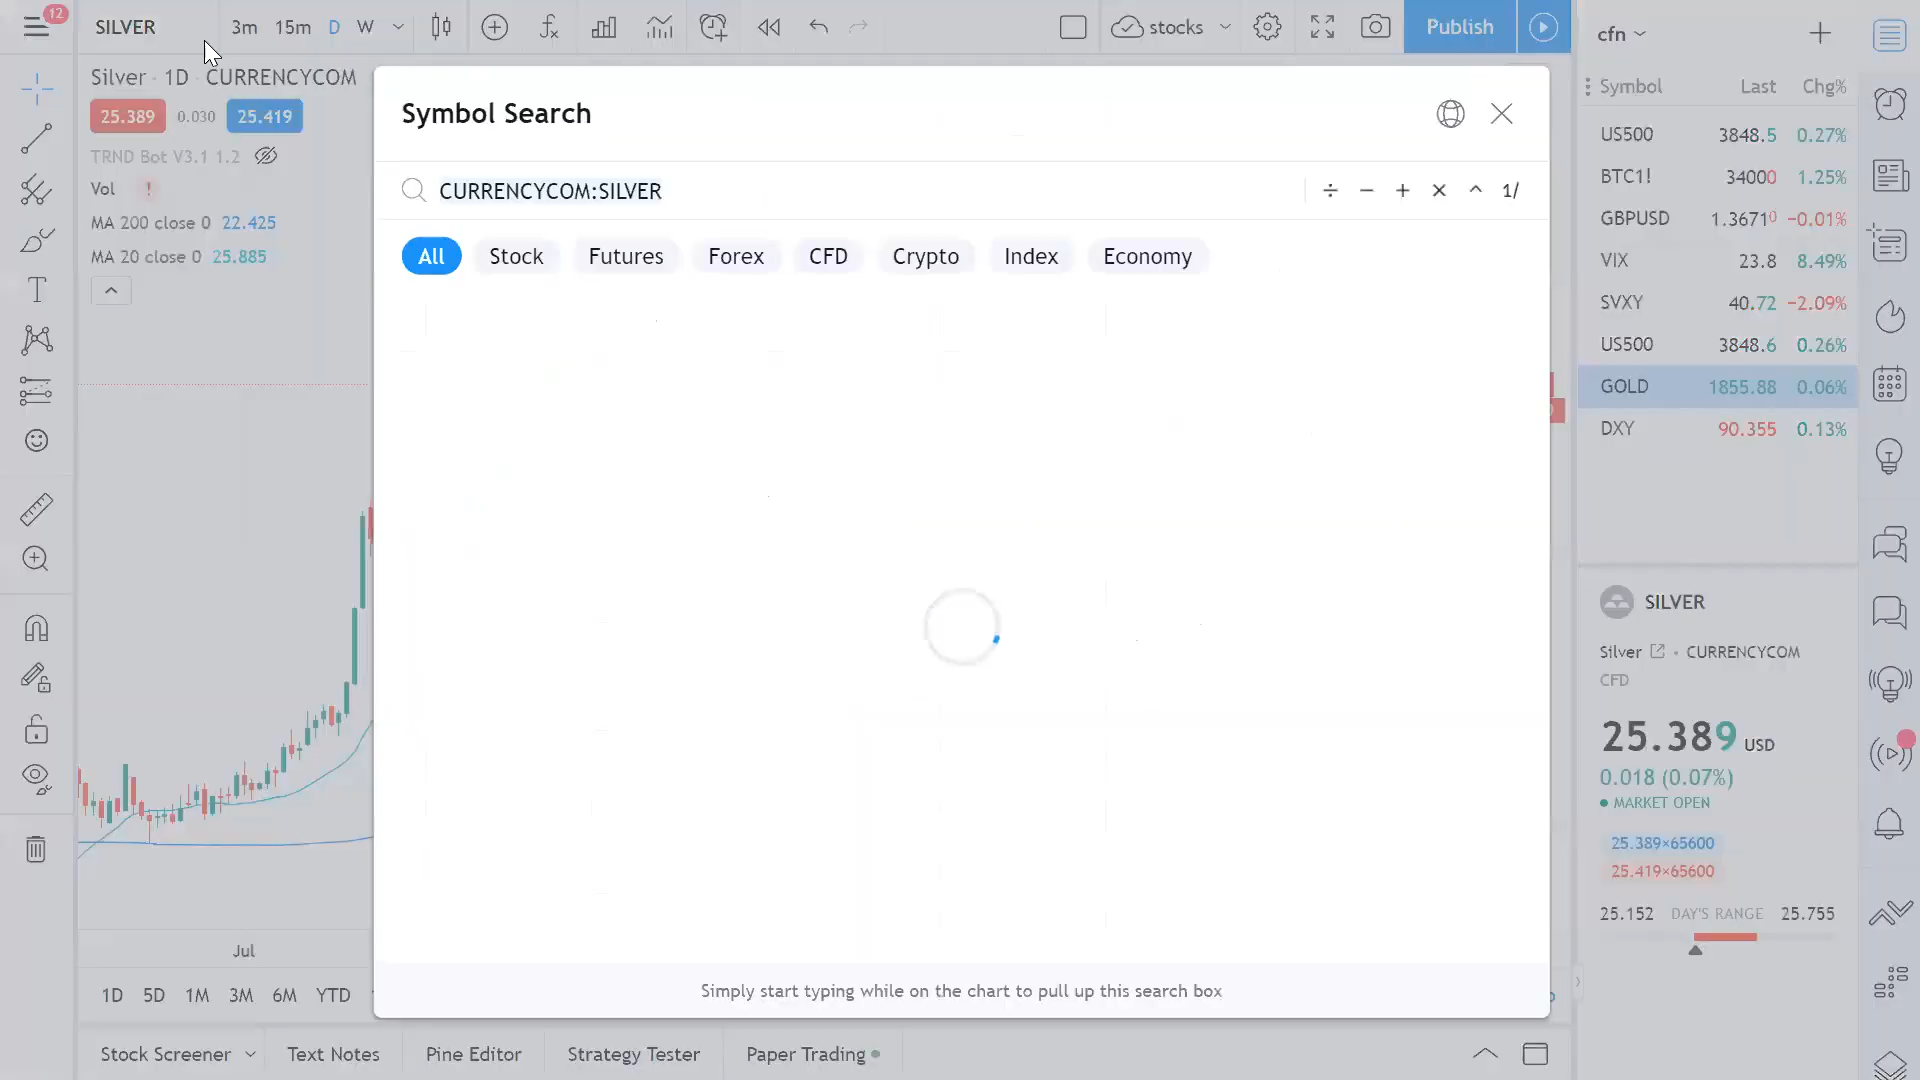 12
SILVER
3m 15m D W
stocks
Publish
Silver · 1D · CURRENCYCOM
25.389 0.030 25.419
TRND Bot V3.1 1.2
Vol !
MA 200 close 0 22.425
MA 20 close 0 25.885
Jul
1D 5D 1M 3M 6M YTD
Symbol Search
CURRENCYCOM:SILVER
÷ − + × ^ 1/
All Stock Futures Forex CFD Crypto Index Economy
Simply start typing while on the chart to pull up this search box
Stock Screener Text Notes Pine Editor Strategy Tester Paper Trading
cfn
Symbol Last Chg%
US500 3848.5 0.27%
BTC1! 34000 1.25%
GBPUSD 1.36710 −0.01%
VIX 23.8 8.49%
SVXY 40.72 −2.09%
US500 3848.6 0.26%
GOLD 1855.88 0.06%
DXY 90.355 0.13%
SILVER
Silver · CURRENCYCOM
CFD
25.389 USD
0.018 (0.07%)
MARKET OPEN
25.389×65600
25.419×65600
25.152 DAY'S RANGE 25.755